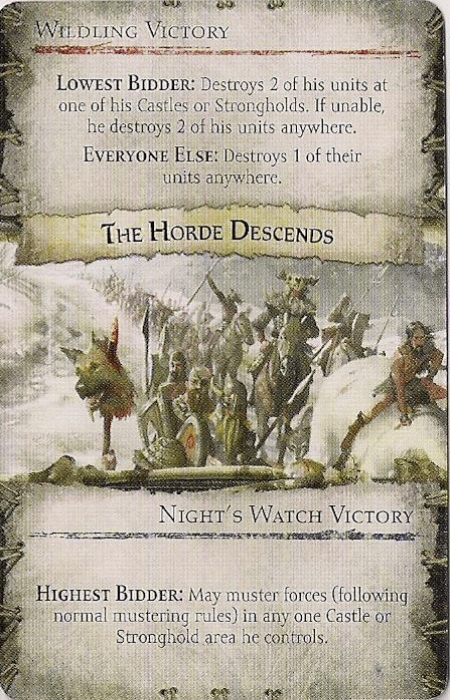 Wildling Victory
Lowest Bidder: Destroys 2 of his units at
one of his Castles or Strongholds. If unable,
he destroys 2 of his units anywhere.
Everyone Else: Destroys 1 of their
units anywhere.
The Horde Descends
Night's Watch Victory
Highest Bidder: May muster forces (following
normal mustering rules) in any one Castle or
Stronghold area he controls.